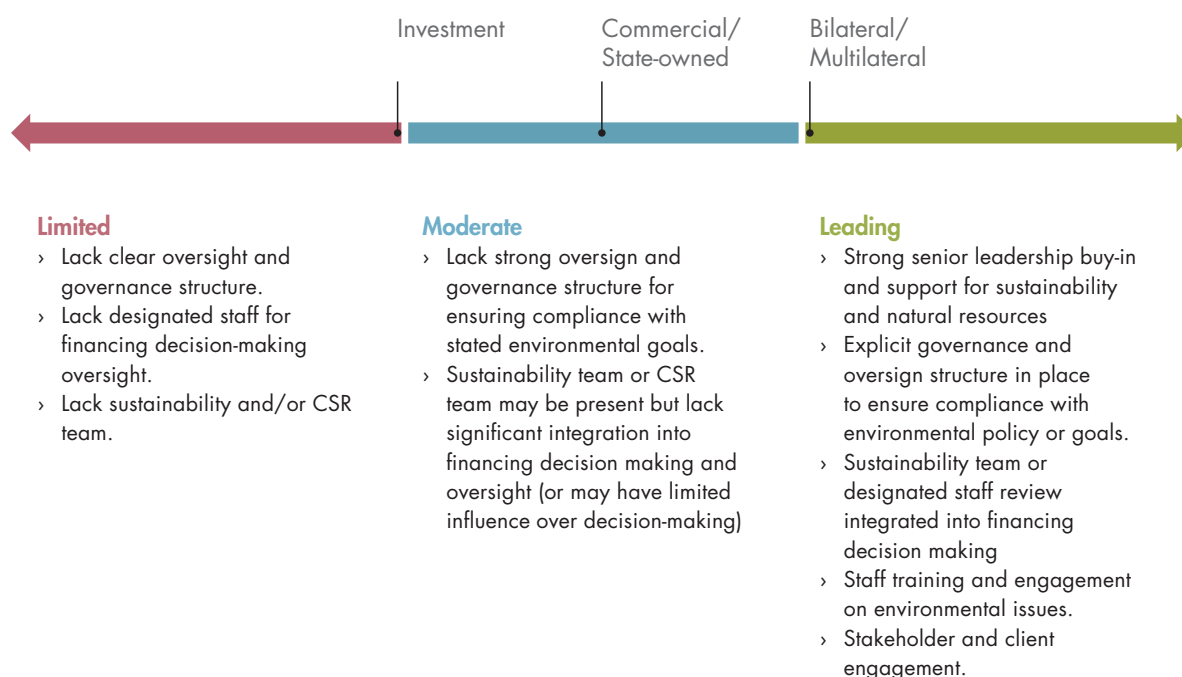 Investment
Commercial/
State-owned
Bilateral/
Multilateral
Limited
› Lack clear oversight and
governance structure.
› Lack designated staff for
financing decision-making
oversight.
› Lack sustainability and/or CSR
team.
Moderate
› Lack strong oversign and
governance structure for
ensuring compliance with
stated environmental goals.
› Sustainability team or CSR
team may be present but lack
significant integration into
financing decision making and
oversight (or may have limited
influence over decision-making)
Leading
› Strong senior leadership buy-in
and support for sustainability
and natural resources
› Explicit governance and
oversign structure in place
to ensure compliance with
environmental policy or goals.
› Sustainability team or
designated staff review
integrated into financing
decision making
› Staff training and engagement
on environmental issues.
› Stakeholder and client
engagement.